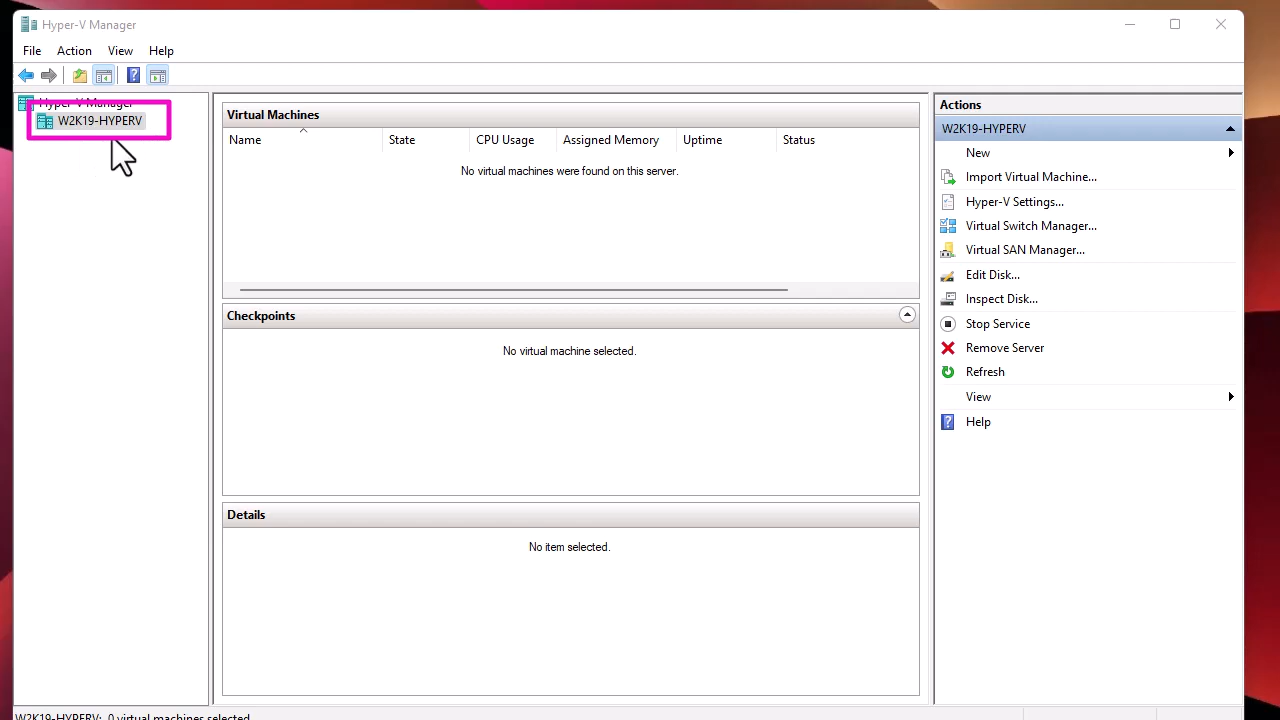 Hyper-V Manager
File Action View Help
Hyper-V Manager
W2K19-HYPERV
Virtual Machines
Name State CPU Usage Assigned Memory Uptime Status
No virtual machines were found on this server.
Checkpoints
No virtual machine selected.
Details
No item selected.
Actions
W2K19-HYPERV
New
Import Virtual Machine...
Hyper-V Settings...
Virtual Switch Manager...
Virtual SAN Manager...
Edit Disk...
Inspect Disk...
Stop Service
Remove Server
Refresh
View
Help
W2K19-HYPERV: 0 virtual machines selected.